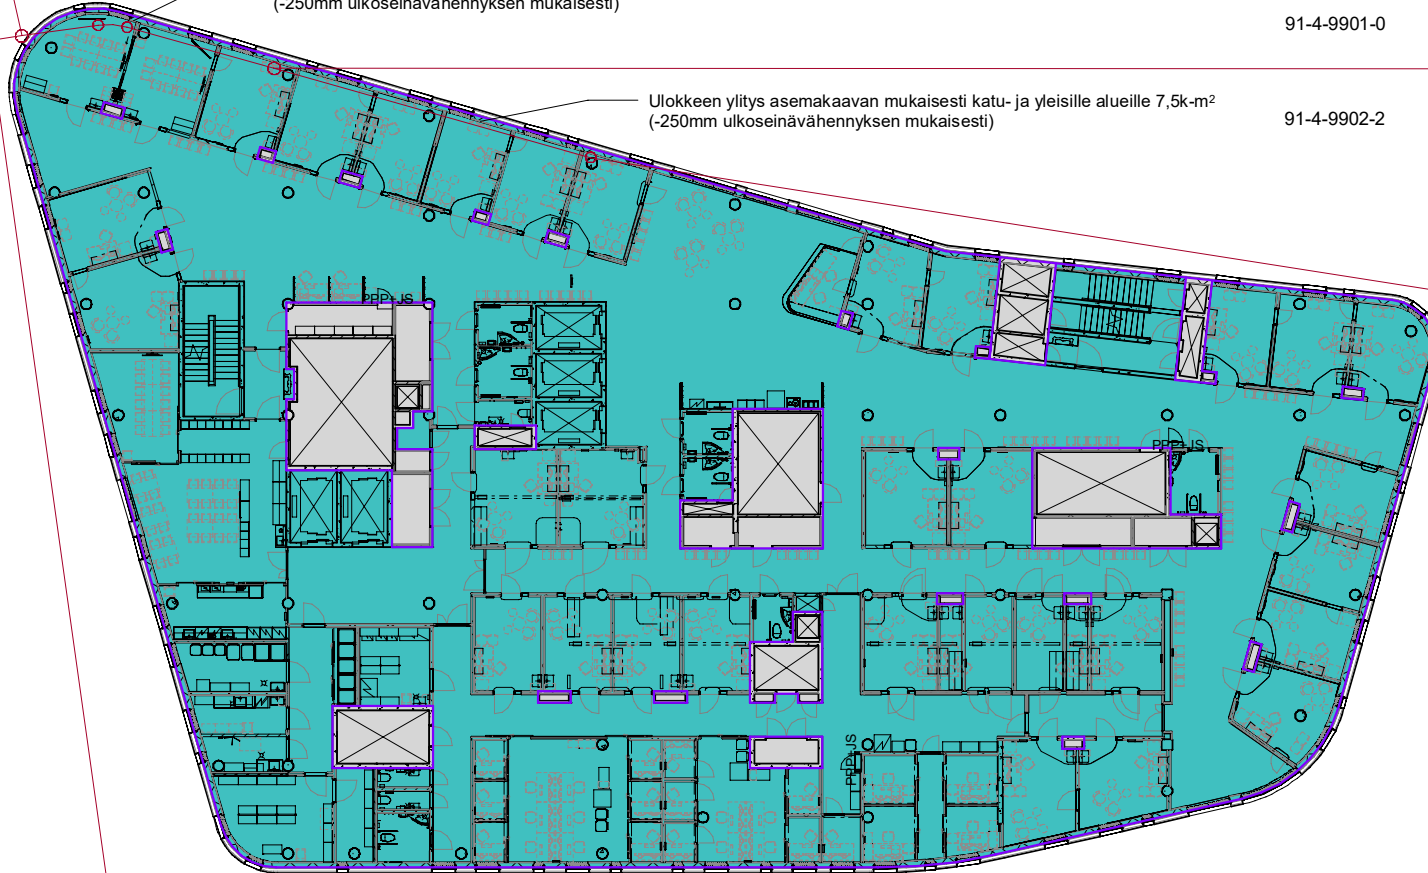 (-250mm ulkoseinävähennyksen mukaisesti)
91-4-9901-0
Ulokkeen ylitys asemakaavan mukaisesti katu- ja yleisille alueille 7,5k-m²
(-250mm ulkoseinävähennyksen mukaisesti)
91-4-9902-2
PPP+JS
PPP+JS
PPP+JS